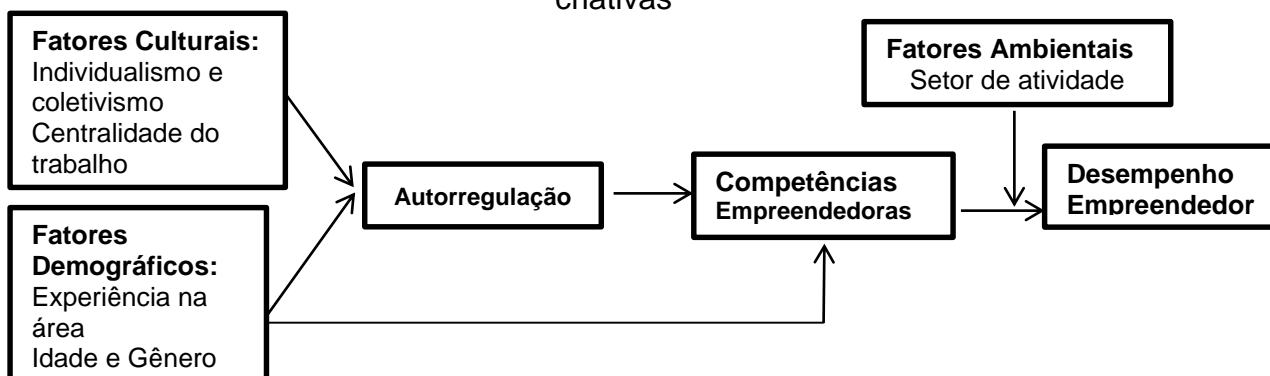 criativas
Fatores Culturais:
Individualismo e
coletivismo
Centralidade do
trabalho
Fatores Ambientais
Setor de atividade
Autorregulação
Competências
Empreendedoras
Desempenho
Empreendedor
Fatores
Demográficos:
Experiência na
área
Idade e Gênero